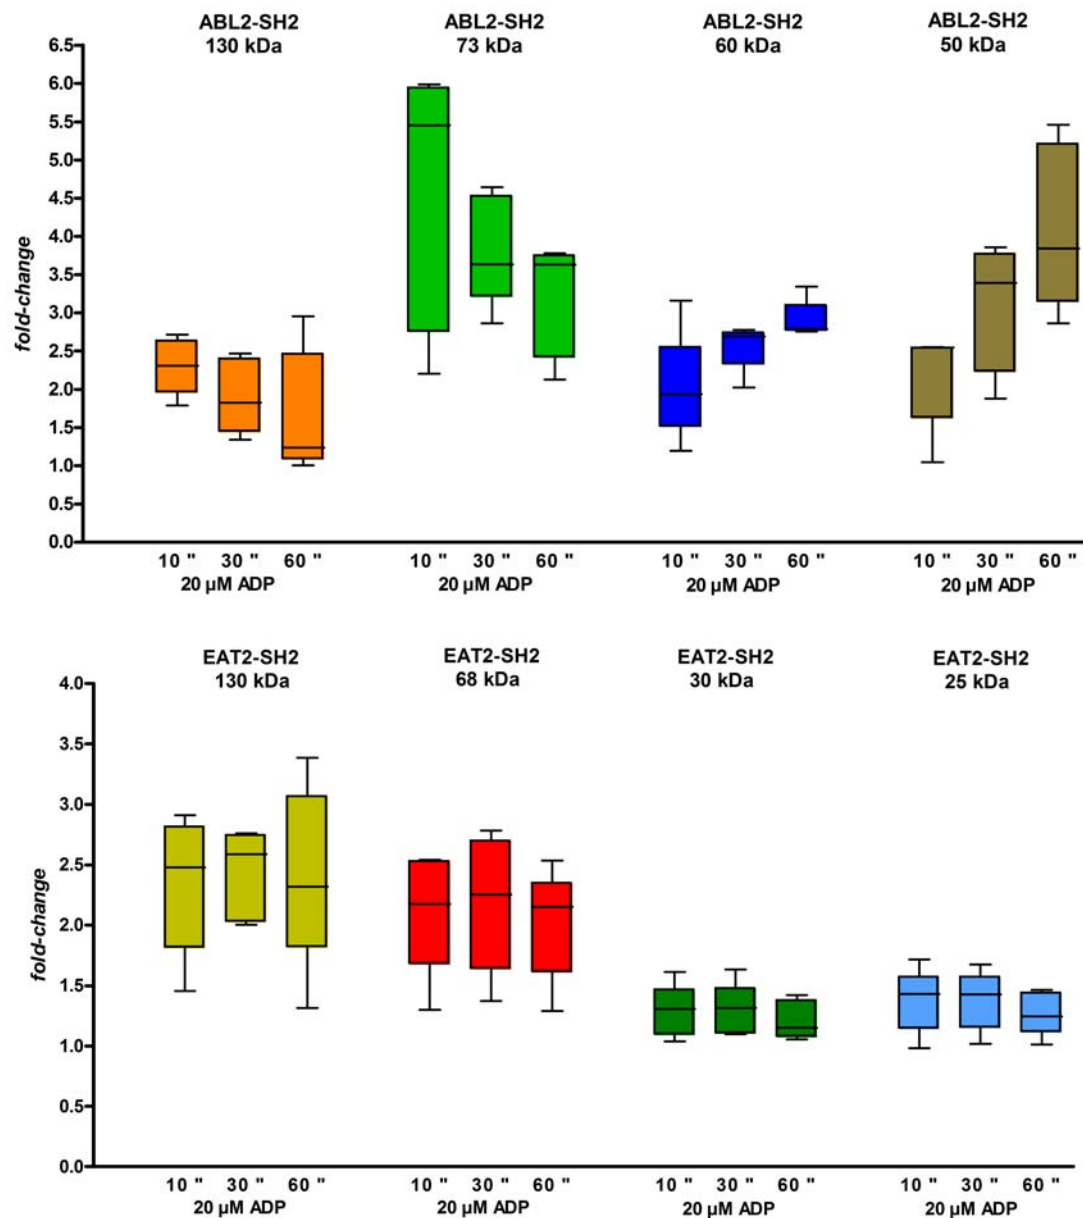 ABL2-SH2 ABL2-SH2 ABL2-SH2 ABL2-SH2
130 kDa 73 kDa 60 kDa 50 kDa
6.5
6.0
5.5
5.0
4.5
4.0
3.5
3.0
2.5
2.0
1.5
1.0
0.5
0.0
fold-change
10 " 30 " 60 " 10 " 30 " 60 " 10 " 30 " 60 " 10 " 30 " 60 "
20 µM ADP 20 µM ADP 20 µM ADP 20 µM ADP
EAT2-SH2 EAT2-SH2 EAT2-SH2 EAT2-SH2
130 kDa 68 kDa 30 kDa 25 kDa
4.0
3.5
3.0
2.5
2.0
1.5
1.0
0.5
0.0
fold-change
10 " 30 " 60 " 10 " 30 " 60 " 10 " 30 " 60 " 10 " 30 " 60 "
20 µM ADP 20 µM ADP 20 µM ADP 20 µM ADP